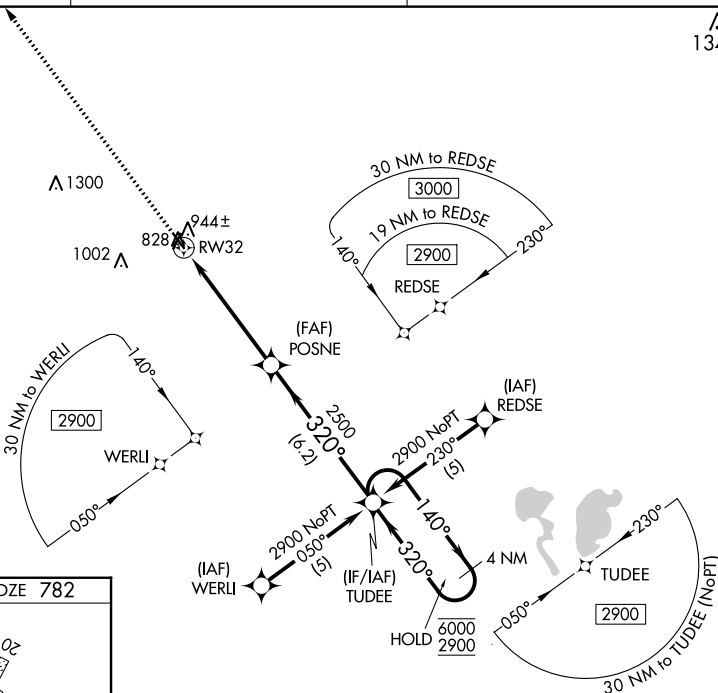 134
1300
944±
828
RW32
1002
30 NM to REDSE
3000
19 NM to REDSE
2900
140°
230°
REDSE
(FAF)
POSNE
30 NM to WERLI
140°
2900
WERLI
050°
2500
320°
(6.2)
(IAF)
REDSE
2900 NoPT
230°
(5)
140°
320°
4 NM
2900 NoPT
050°
(5)
(IAF)
WERLI
(IF/IAF)
TUDEE
HOLD
6000
2900
230°
TUDEE
050°
2900
30 NM to TUDEE (NoPT)
DZE 782
20